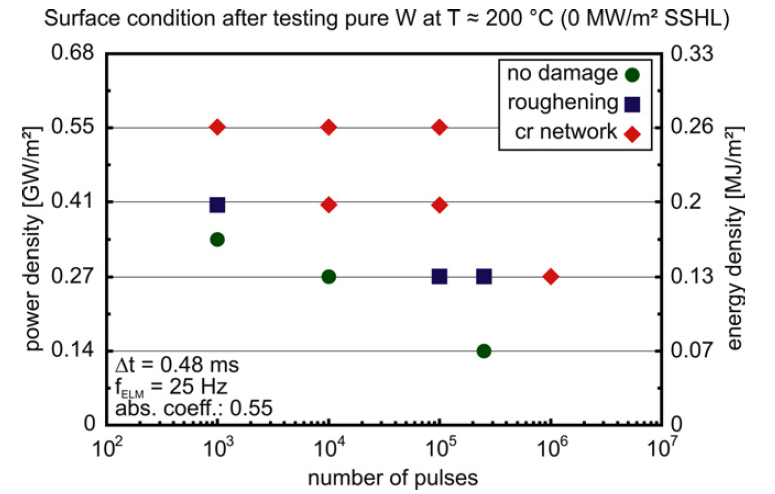 Surface condition after testing pure W at T ≈ 200 °C (0 MW/m² SSHL)
0.68
0.55
0.41
0.27
0.14
0
power density [GW/m²]
no damage
roughening
cr network
Δt = 0.48 ms
f_ELM = 25 Hz
abs. coeff.: 0.55
0.33
0.26
0.2
0.13
0.07
0
energy density [MJ/m²]
10² 10³ 10⁴ 10⁵ 10⁶ 10⁷
number of pulses